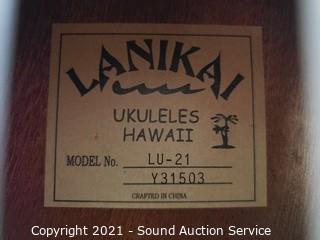 LANIKAI
UKULELES
HAWAII
MODEL No. LU-21
Y31503
CRAFTED IN CHINA
Copyright 2021 - Sound Auction Service